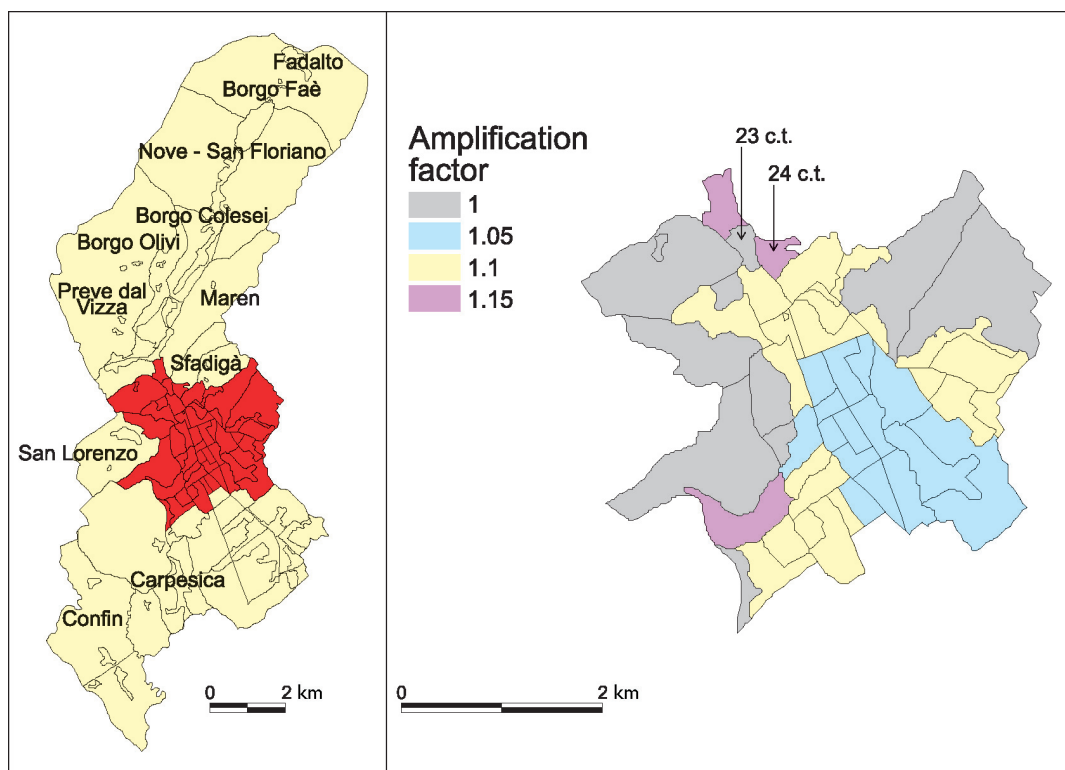 Fadalto
Borgo Faè
Nove - San Floriano
Borgo Colesei
Borgo Olivi
Preve dal
Vizza
Maren
Sfadigà
San Lorenzo
Carpesica
Confin
0 2 km
Amplification
factor
1
1.05
1.1
1.15
23 c.t.
24 c.t.
0 2 km